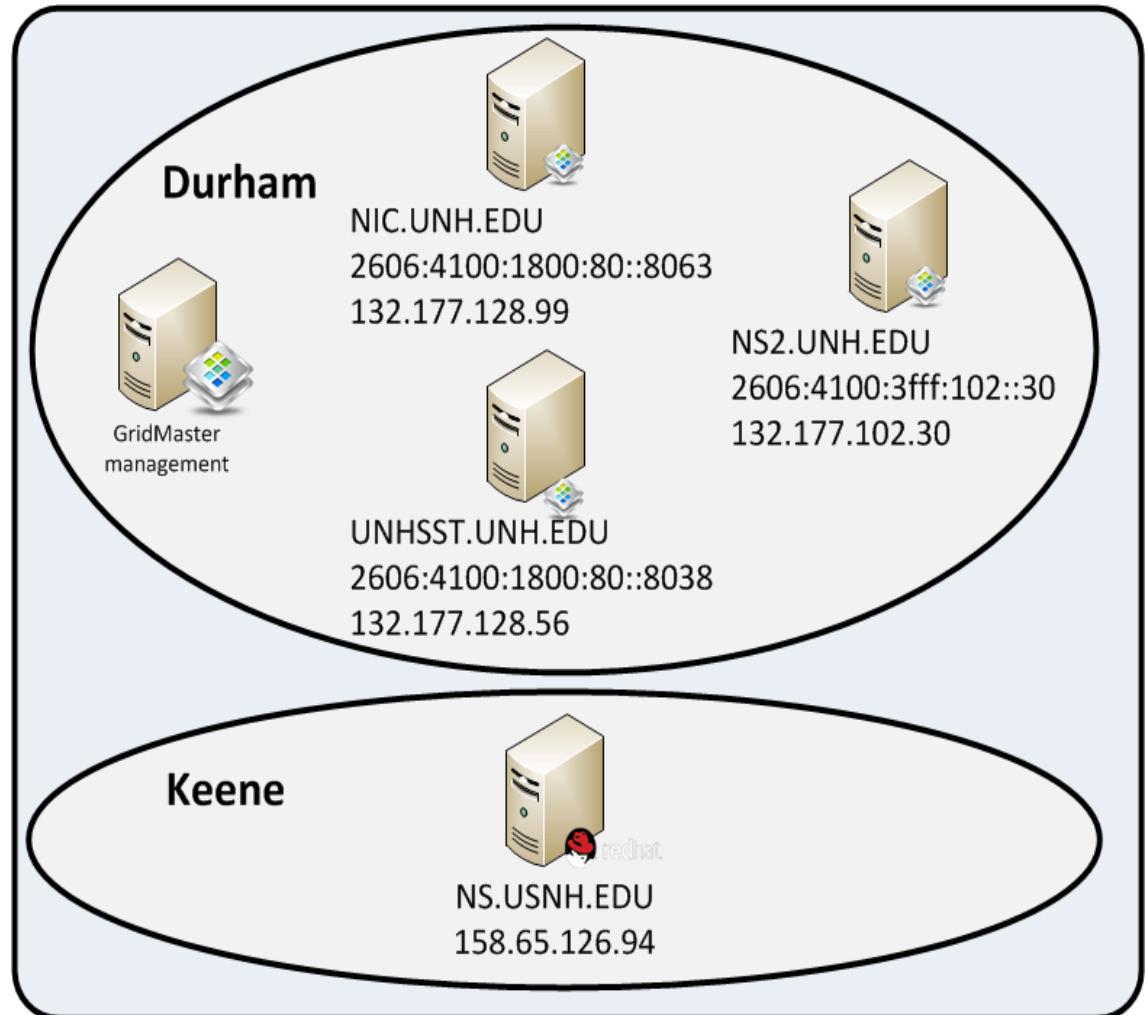 Durham
NIC.UNH.EDU
2606:4100:1800:80::8063
132.177.128.99
NS2.UNH.EDU
2606:4100:3fff:102::30
132.177.102.30
GridMaster
management
UNHSST.UNH.EDU
2606:4100:1800:80::8038
132.177.128.56
Keene
redhat.
NS.USNH.EDU
158.65.126.94